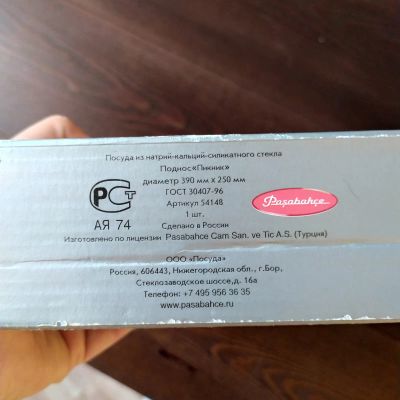 Посуда из натрий-кальций-силикатного стекла
Поднос «Пикник»
диаметр 390 мм х 250 мм
ГОСТ 30407-96
Артикул 54148
1 шт.
Сделано в России
АЯ 74
Paşabahçe
Изготовлено по лицензии Pasabahce Cam San. ve Tic A.S. (Турция)
ООО «Посуда»
Россия, 606443, Нижегородская обл., г.Бор,
Стеклозаводское шоссе, д. 16а
Телефон: +7 495 956 36 35
www.pasabahce.ru